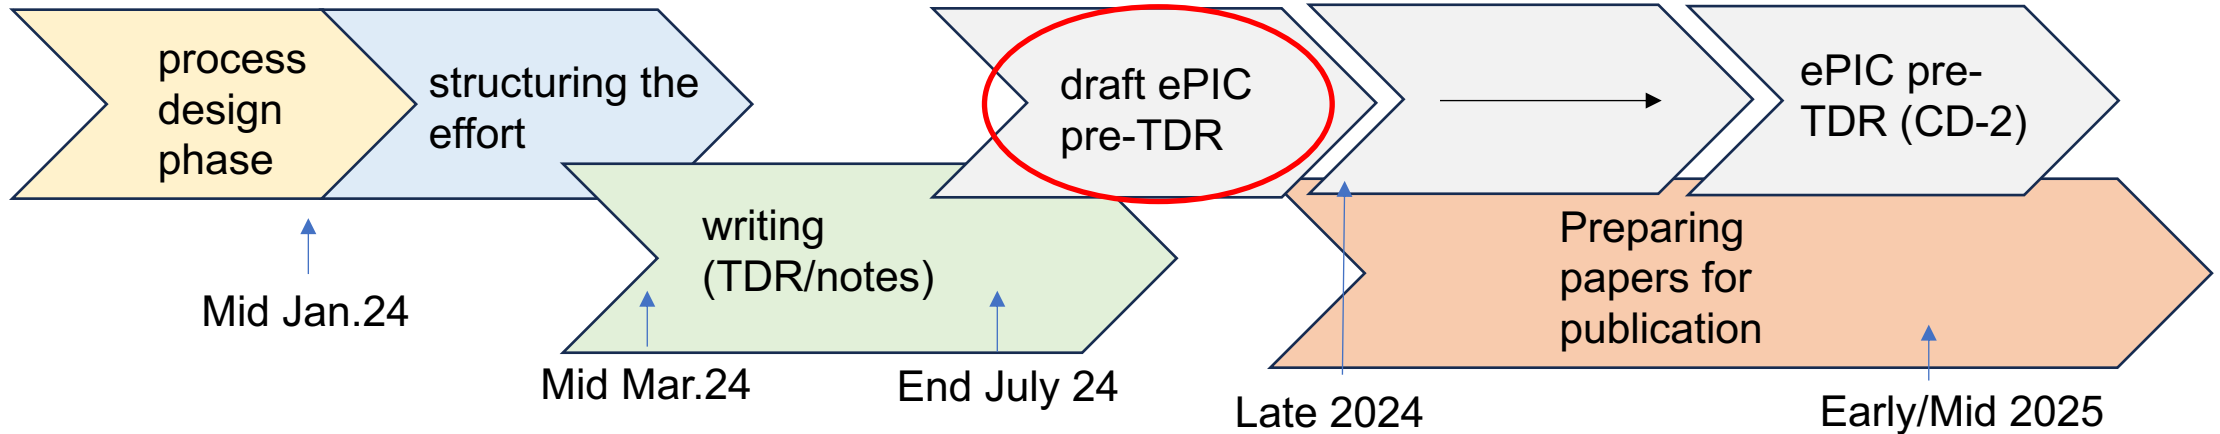 process
design
phase
structuring the
effort
draft ePIC
pre-TDR
ePIC pre-
TDR (CD-2)
writing
(TDR/notes)
Preparing
papers for
publication
Mid Jan.24
Mid Mar.24
End July 24
Late 2024
Early/Mid 2025